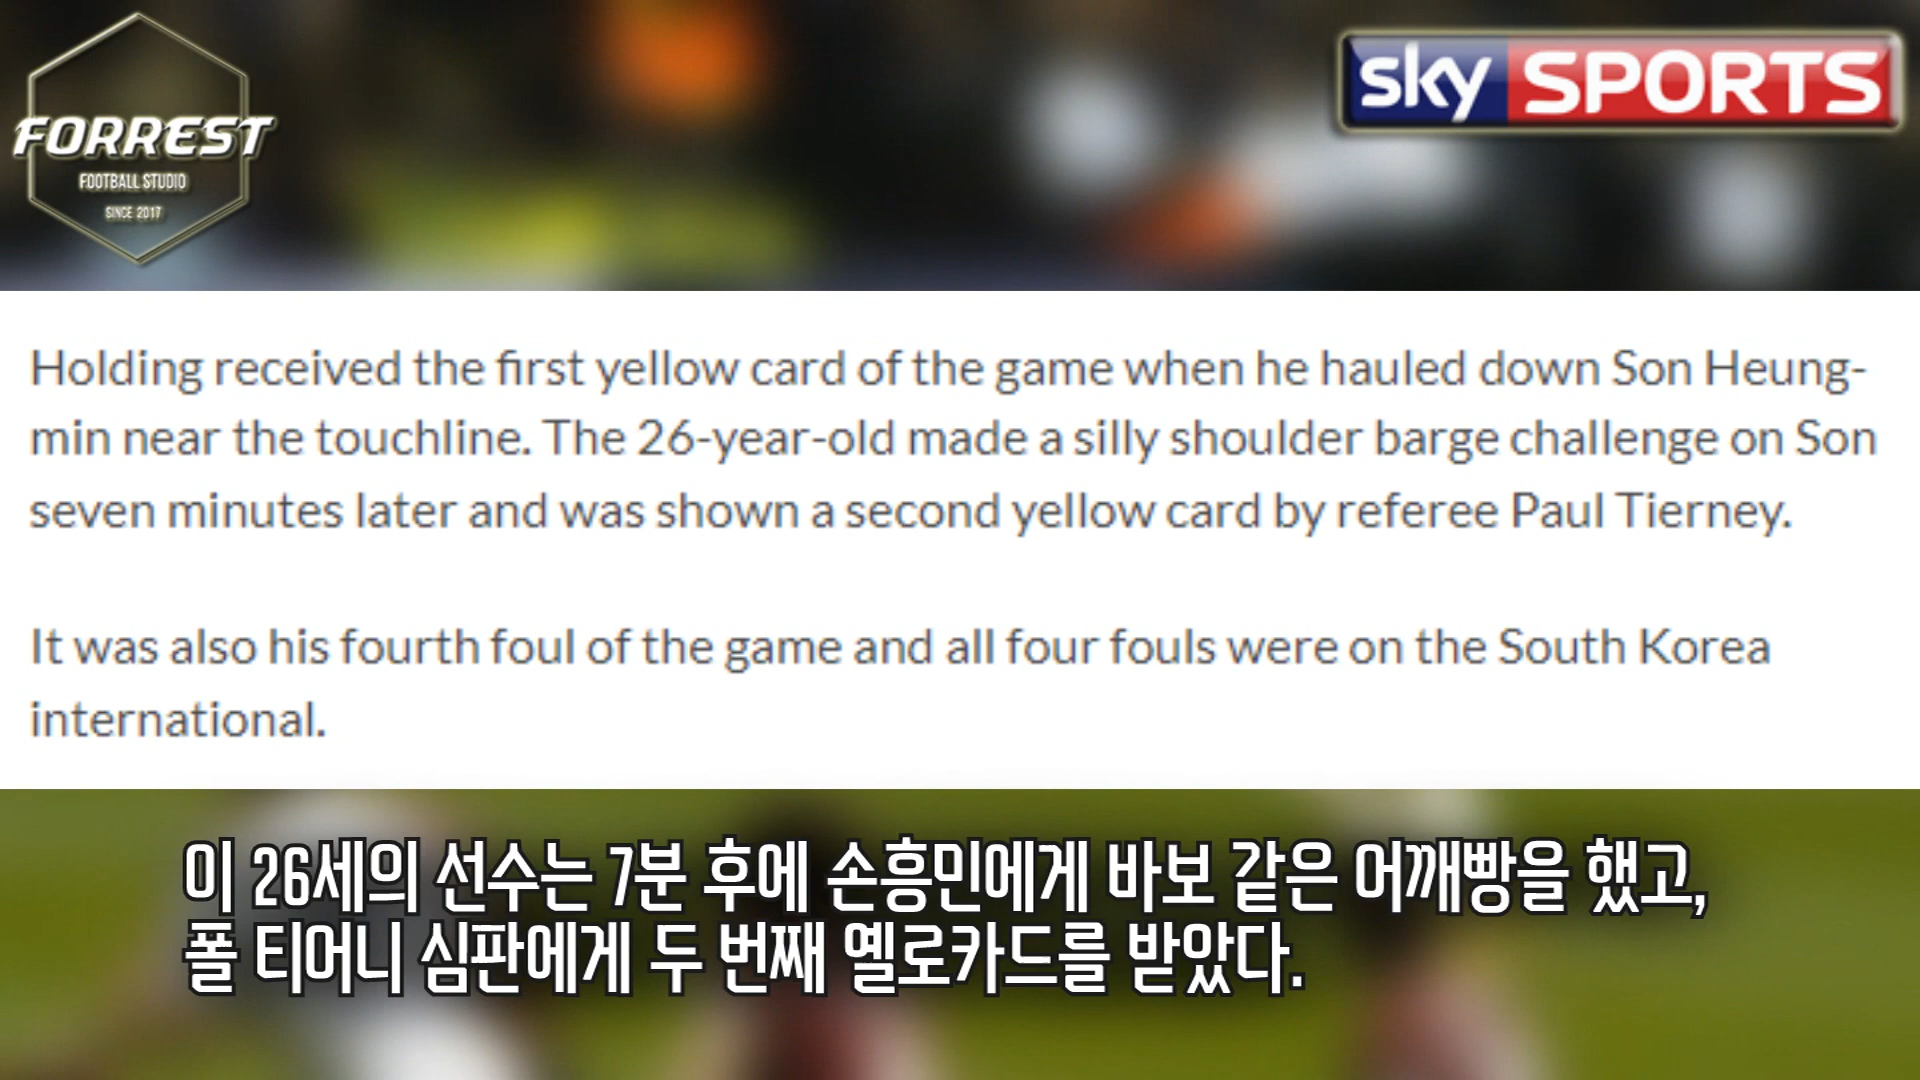 FORREST
FOOTBALL STUDIO
SINCE 2017
sky SPORTS
Holding received the first yellow card of the game when he hauled down Son Heung-
min near the touchline. The 26-year-old made a silly shoulder barge challenge on Son
seven minutes later and was shown a second yellow card by referee Paul Tierney.
It was also his fourth foul of the game and all four fouls were on the South Korea
international.
이 26세의 선수는 7분 후에 손흥민에게 바보 같은 어깨빵을 했고,
폴 티어니 심판에게 두 번째 옐로카드를 받았다.